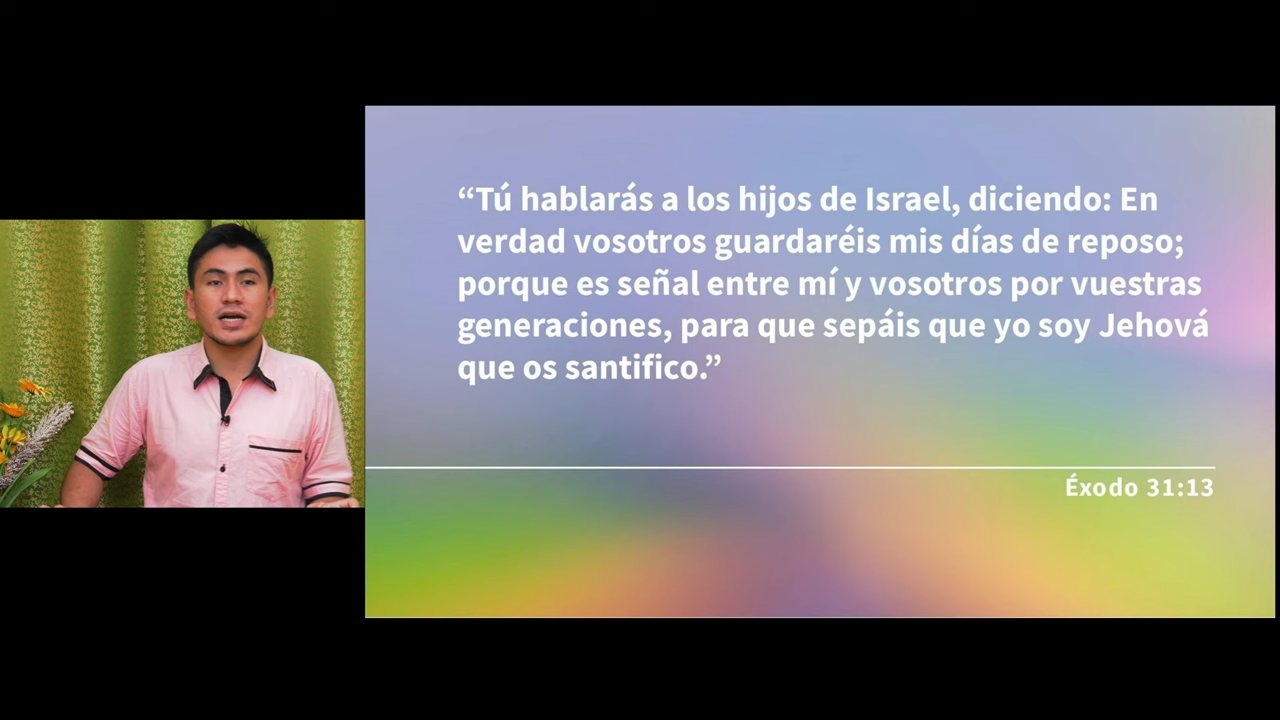 “Tú hablarás a los hijos de Israel, diciendo: En
verdad vosotros guardaréis mis días de reposo;
porque es señal entre mí y vosotros por vuestras
generaciones, para que sepáis que yo soy Jehová
que os santifico.”
Éxodo 31:13